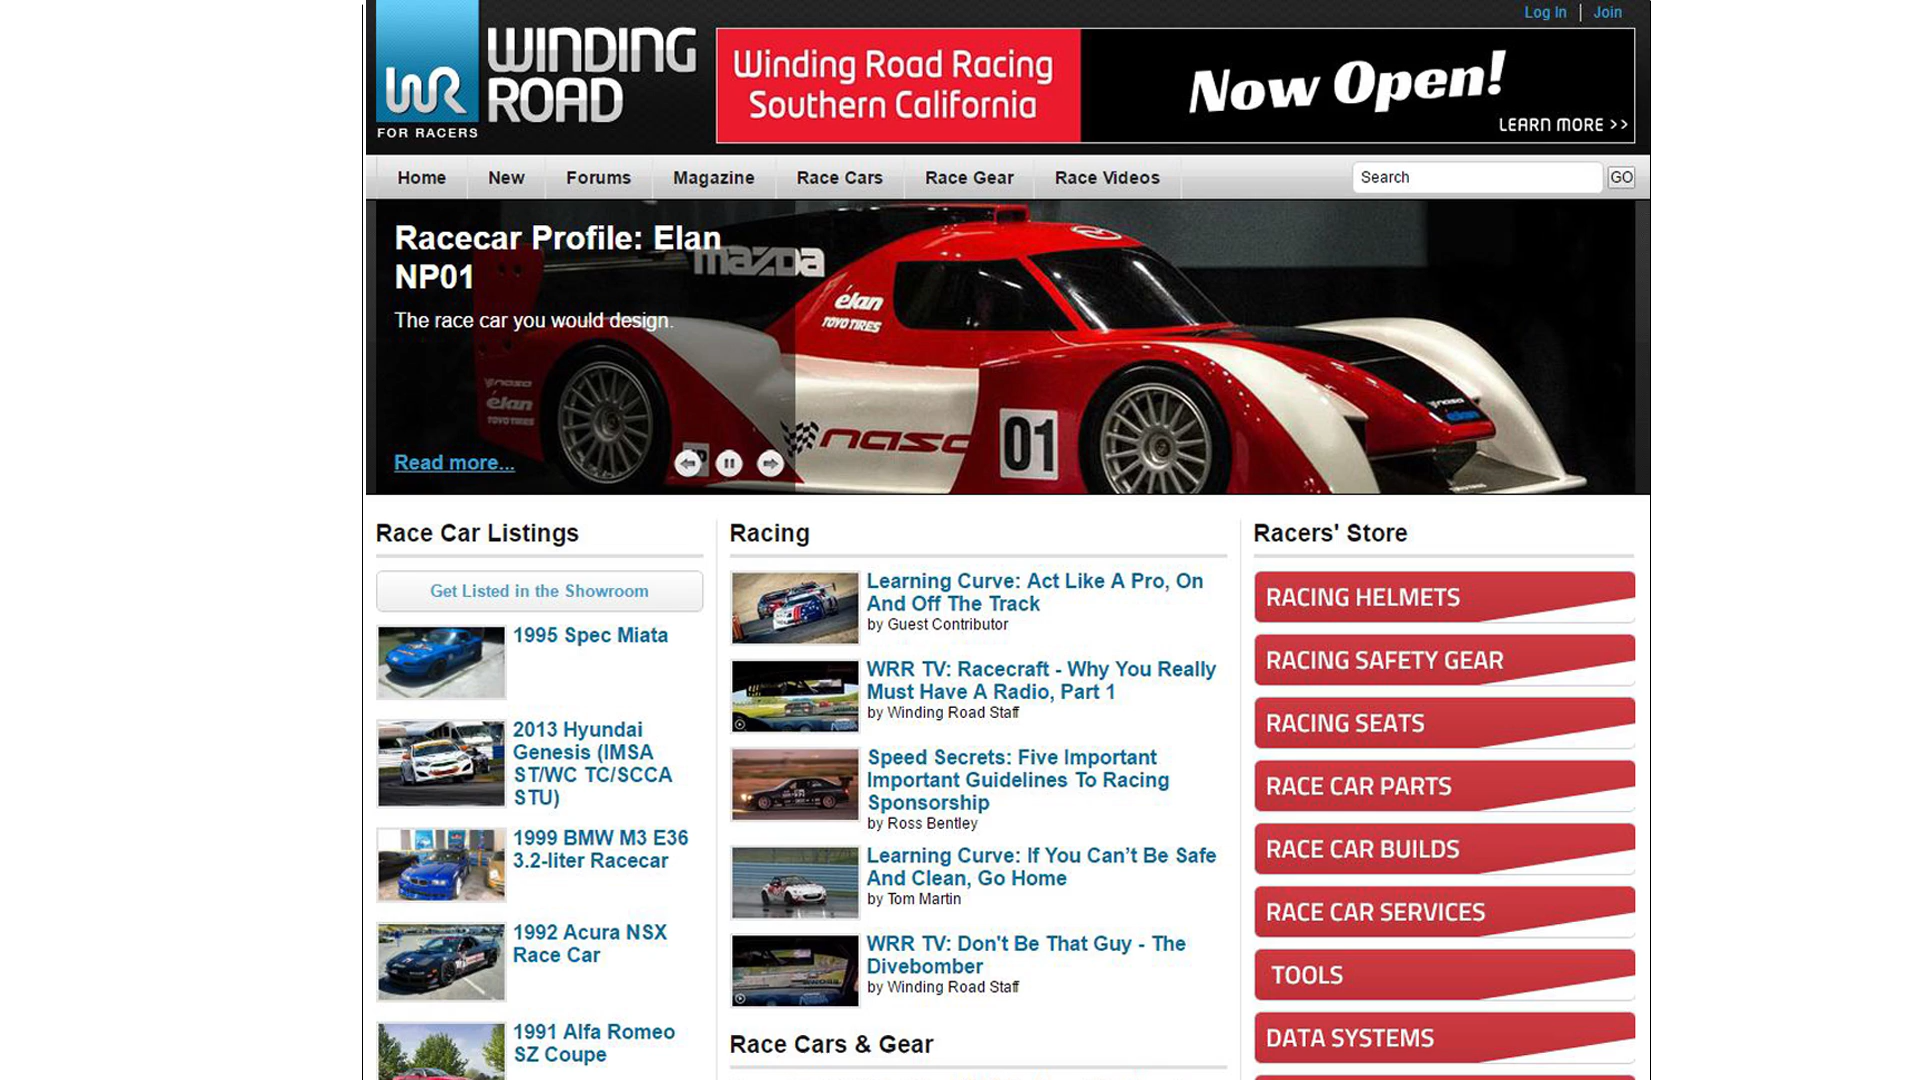 Log In | Join
WR
FOR RACERS
WINDING
ROAD
Winding Road Racing
Southern California
Now Open!
LEARN MORE >>
Home New Forums Magazine Race Cars Race Gear Race Videos
Search GO
Racecar Profile: Elan
NP01
The race car you would design.
Read more...
mazda
élan
TOYO TIRES
nasa
élan
TOYO TIRES
nasa
01
Race Car Listings
Get Listed in the Showroom
1995 Spec Miata
2013 Hyundai
Genesis (IMSA
ST/WC TC/SCCA
STU)
1999 BMW M3 E36
3.2-liter Racecar
1992 Acura NSX
Race Car
1991 Alfa Romeo
SZ Coupe
Racing
Learning Curve: Act Like A Pro, On
And Off The Track
by Guest Contributor
WRR TV: Racecraft - Why You Really
Must Have A Radio, Part 1
by Winding Road Staff
Speed Secrets: Five Important
Important Guidelines To Racing
Sponsorship
by Ross Bentley
Learning Curve: If You Can’t Be Safe
And Clean, Go Home
by Tom Martin
WRR TV: Don't Be That Guy - The
Divebomber
by Winding Road Staff
Race Cars & Gear
Racers' Store
RACING HELMETS
RACING SAFETY GEAR
RACING SEATS
RACE CAR PARTS
RACE CAR BUILDS
RACE CAR SERVICES
TOOLS
DATA SYSTEMS